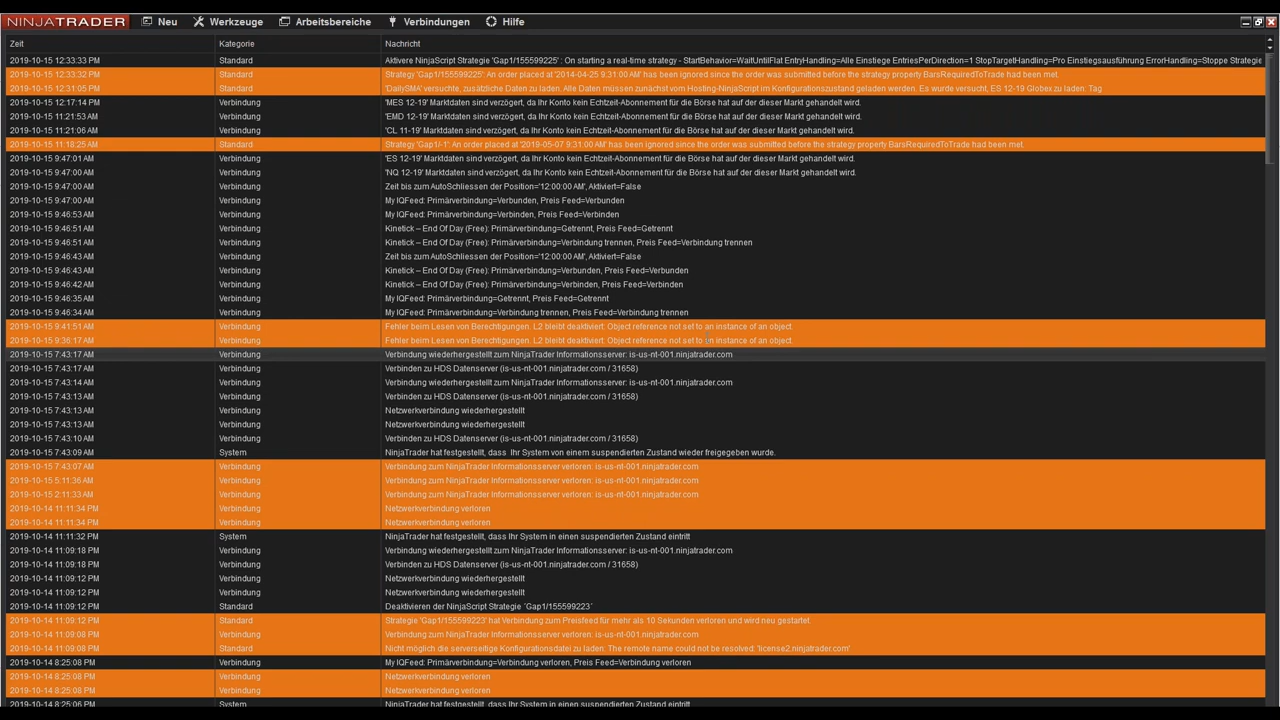 NINJATRADER Neu Werkzeuge Arbeitsbereiche Verbindungen Hilfe
Zeit Kategorie Nachricht
2019-10-15 12:33:33 PM Standard Aktivere NinjaScript Strategie 'Gap1/155599225' : On starting a real-time strategy - StartBehavior=WaitUntilFlat EntryHandling=Alle Einstiege EntriesPerDirection=1 StopTargetHandling=Pro Einstiegsausführung ErrorHandling=Stoppe Strategie
2019-10-15 12:33:32 PM Standard Strategy 'Gap1/155599225': An order placed at '2014-04-25 9:31:00 AM' has been ignored since the order was submitted before the strategy property BarsRequiredToTrade had been met.
2019-10-15 12:31:05 PM Standard 'DailySMA' versuchte, zusätzliche Daten zu laden. Alle Daten müssen zunächst vom Hosting-NinjaScript im Konfigurationszustand geladen werden. Es wurde versucht, ES 12-19 Globex zu laden: Tag
2019-10-15 12:17:14 PM Verbindung 'MES 12-19' Marktdaten sind verzögert, da Ihr Konto kein Echtzeit-Abonnement für die Börse hat auf der dieser Markt gehandelt wird.
2019-10-15 11:21:53 AM Verbindung 'EMD 12-19' Marktdaten sind verzögert, da Ihr Konto kein Echtzeit-Abonnement für die Börse hat auf der dieser Markt gehandelt wird.
2019-10-15 11:21:06 AM Verbindung 'CL 11-19' Marktdaten sind verzögert, da Ihr Konto kein Echtzeit-Abonnement für die Börse hat auf der dieser Markt gehandelt wird.
2019-10-15 11:18:25 AM Standard Strategy 'Gap1/-1': An order placed at '2019-05-07 9:31:00 AM' has been ignored since the order was submitted before the strategy property BarsRequiredToTrade had been met.
2019-10-15 9:47:01 AM Verbindung 'ES 12-19' Marktdaten sind verzögert, da Ihr Konto kein Echtzeit-Abonnement für die Börse hat auf der dieser Markt gehandelt wird.
2019-10-15 9:47:00 AM Verbindung 'NQ 12-19' Marktdaten sind verzögert, da Ihr Konto kein Echtzeit-Abonnement für die Börse hat auf der dieser Markt gehandelt wird.
2019-10-15 9:47:00 AM Verbindung Zeit bis zum AutoSchliessen der Position='12:00:00 AM', Aktiviert=False
2019-10-15 9:47:00 AM Verbindung My IQFeed: Primärverbindung=Verbunden, Preis Feed=Verbunden
2019-10-15 9:46:53 AM Verbindung My IQFeed: Primärverbindung=Verbinden, Preis Feed=Verbinden
2019-10-15 9:46:51 AM Verbindung Kinetick – End Of Day (Free): Primärverbindung=Getrennt, Preis Feed=Getrennt
2019-10-15 9:46:51 AM Verbindung Kinetick – End Of Day (Free): Primärverbindung=Verbindung trennen, Preis Feed=Verbindung trennen
2019-10-15 9:46:43 AM Verbindung Zeit bis zum AutoSchliessen der Position='12:00:00 AM', Aktiviert=False
2019-10-15 9:46:43 AM Verbindung Kinetick – End Of Day (Free): Primärverbindung=Verbunden, Preis Feed=Verbunden
2019-10-15 9:46:42 AM Verbindung Kinetick – End Of Day (Free): Primärverbindung=Verbinden, Preis Feed=Verbinden
2019-10-15 9:46:35 AM Verbindung My IQFeed: Primärverbindung=Getrennt, Preis Feed=Getrennt
2019-10-15 9:46:34 AM Verbindung My IQFeed: Primärverbindung=Verbindung trennen, Preis Feed=Verbindung trennen
2019-10-15 9:41:51 AM Verbindung Fehler beim Lesen von Berechtigungen. L2 bleibt deaktiviert: Object reference not set to an instance of an object.
2019-10-15 9:36:17 AM Verbindung Fehler beim Lesen von Berechtigungen. L2 bleibt deaktiviert: Object reference not set to an instance of an object.
2019-10-15 7:43:17 AM Verbindung Verbindung wiederhergestellt zum NinjaTrader Informationsserver: is-us-nt-001.ninjatrader.com
2019-10-15 7:43:17 AM Verbindung Verbinden zu HDS Datenserver (is-us-nt-001.ninjatrader.com / 31658)
2019-10-15 7:43:14 AM Verbindung Verbindung wiederhergestellt zum NinjaTrader Informationsserver: is-us-nt-001.ninjatrader.com
2019-10-15 7:43:13 AM Verbindung Verbinden zu HDS Datenserver (is-us-nt-001.ninjatrader.com / 31658)
2019-10-15 7:43:13 AM Verbindung Netzwerkverbindung wiederhergestellt
2019-10-15 7:43:13 AM Verbindung Netzwerkverbindung wiederhergestellt
2019-10-15 7:43:10 AM Verbindung Verbinden zu HDS Datenserver (is-us-nt-001.ninjatrader.com / 31658)
2019-10-15 7:43:09 AM System NinjaTrader hat festgestellt, dass Ihr System von einem suspendierten Zustand wieder freigegeben wurde.
2019-10-15 7:43:07 AM Verbindung Verbindung zum NinjaTrader Informationsserver verloren: is-us-nt-001.ninjatrader.com
2019-10-15 5:11:36 AM Verbindung Verbindung zum NinjaTrader Informationsserver verloren: is-us-nt-001.ninjatrader.com
2019-10-15 2:11:33 AM Verbindung Verbindung zum NinjaTrader Informationsserver verloren: is-us-nt-001.ninjatrader.com
2019-10-14 11:11:34 PM Verbindung Netzwerkverbindung verloren
2019-10-14 11:11:34 PM Verbindung Netzwerkverbindung verloren
2019-10-14 11:11:32 PM System NinjaTrader hat festgestellt, dass Ihr System in einen suspendierten Zustand eintritt
2019-10-14 11:09:18 PM Verbindung Verbindung wiederhergestellt zum NinjaTrader Informationsserver: is-us-nt-001.ninjatrader.com
2019-10-14 11:09:18 PM Verbindung Verbinden zu HDS Datenserver (is-us-nt-001.ninjatrader.com / 31658)
2019-10-14 11:09:12 PM Verbindung Netzwerkverbindung wiederhergestellt
2019-10-14 11:09:12 PM Verbindung Netzwerkverbindung wiederhergestellt
2019-10-14 11:09:12 PM Standard Deaktivieren der NinjaScript Strategie 'Gap1/155599223'
2019-10-14 11:09:12 PM Standard Strategie 'Gap1/155599223' hat Verbindung zum Preisfeed für mehr als 10 Sekunden verloren und wird neu gestartet.
2019-10-14 11:09:08 PM Verbindung Verbindung zum NinjaTrader Informationsserver verloren: is-us-nt-001.ninjatrader.com
2019-10-14 11:09:08 PM Standard Nicht möglich die serverseitige Konfigurationsdatei zu laden: The remote name could not be resolved: 'license2.ninjatrader.com'
2019-10-14 8:25:08 PM Verbindung My IQFeed: Primärverbindung=Verbindung verloren, Preis Feed=Verbindung verloren
2019-10-14 8:25:08 PM Verbindung Netzwerkverbindung verloren
2019-10-14 8:25:08 PM Verbindung Netzwerkverbindung verloren
2019-10-14 8:25:06 PM System NinjaTrader hat festgestellt, dass Ihr System in einen suspendierten Zustand eintritt